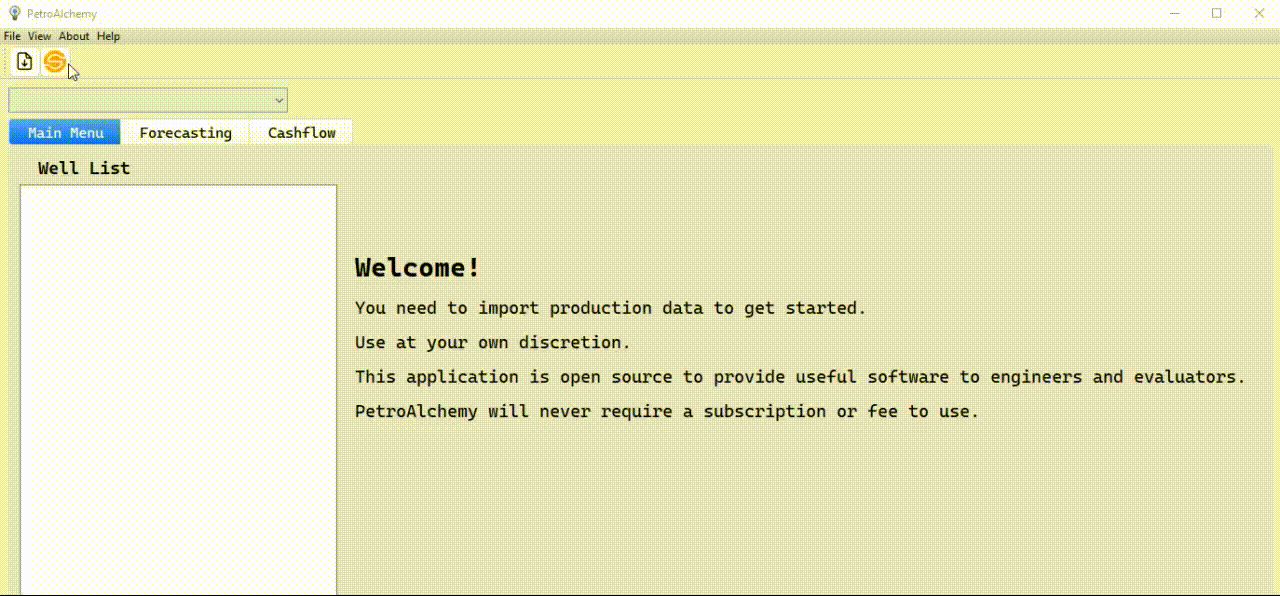 PetroAlchemy
File View About Help
Main Menu Forecasting Cashflow
Well List
Welcome!
You need to import production data to get started.
Use at your own discretion.
This application is open source to provide useful software to engineers and evaluators.
PetroAlchemy will never require a subscription or fee to use.